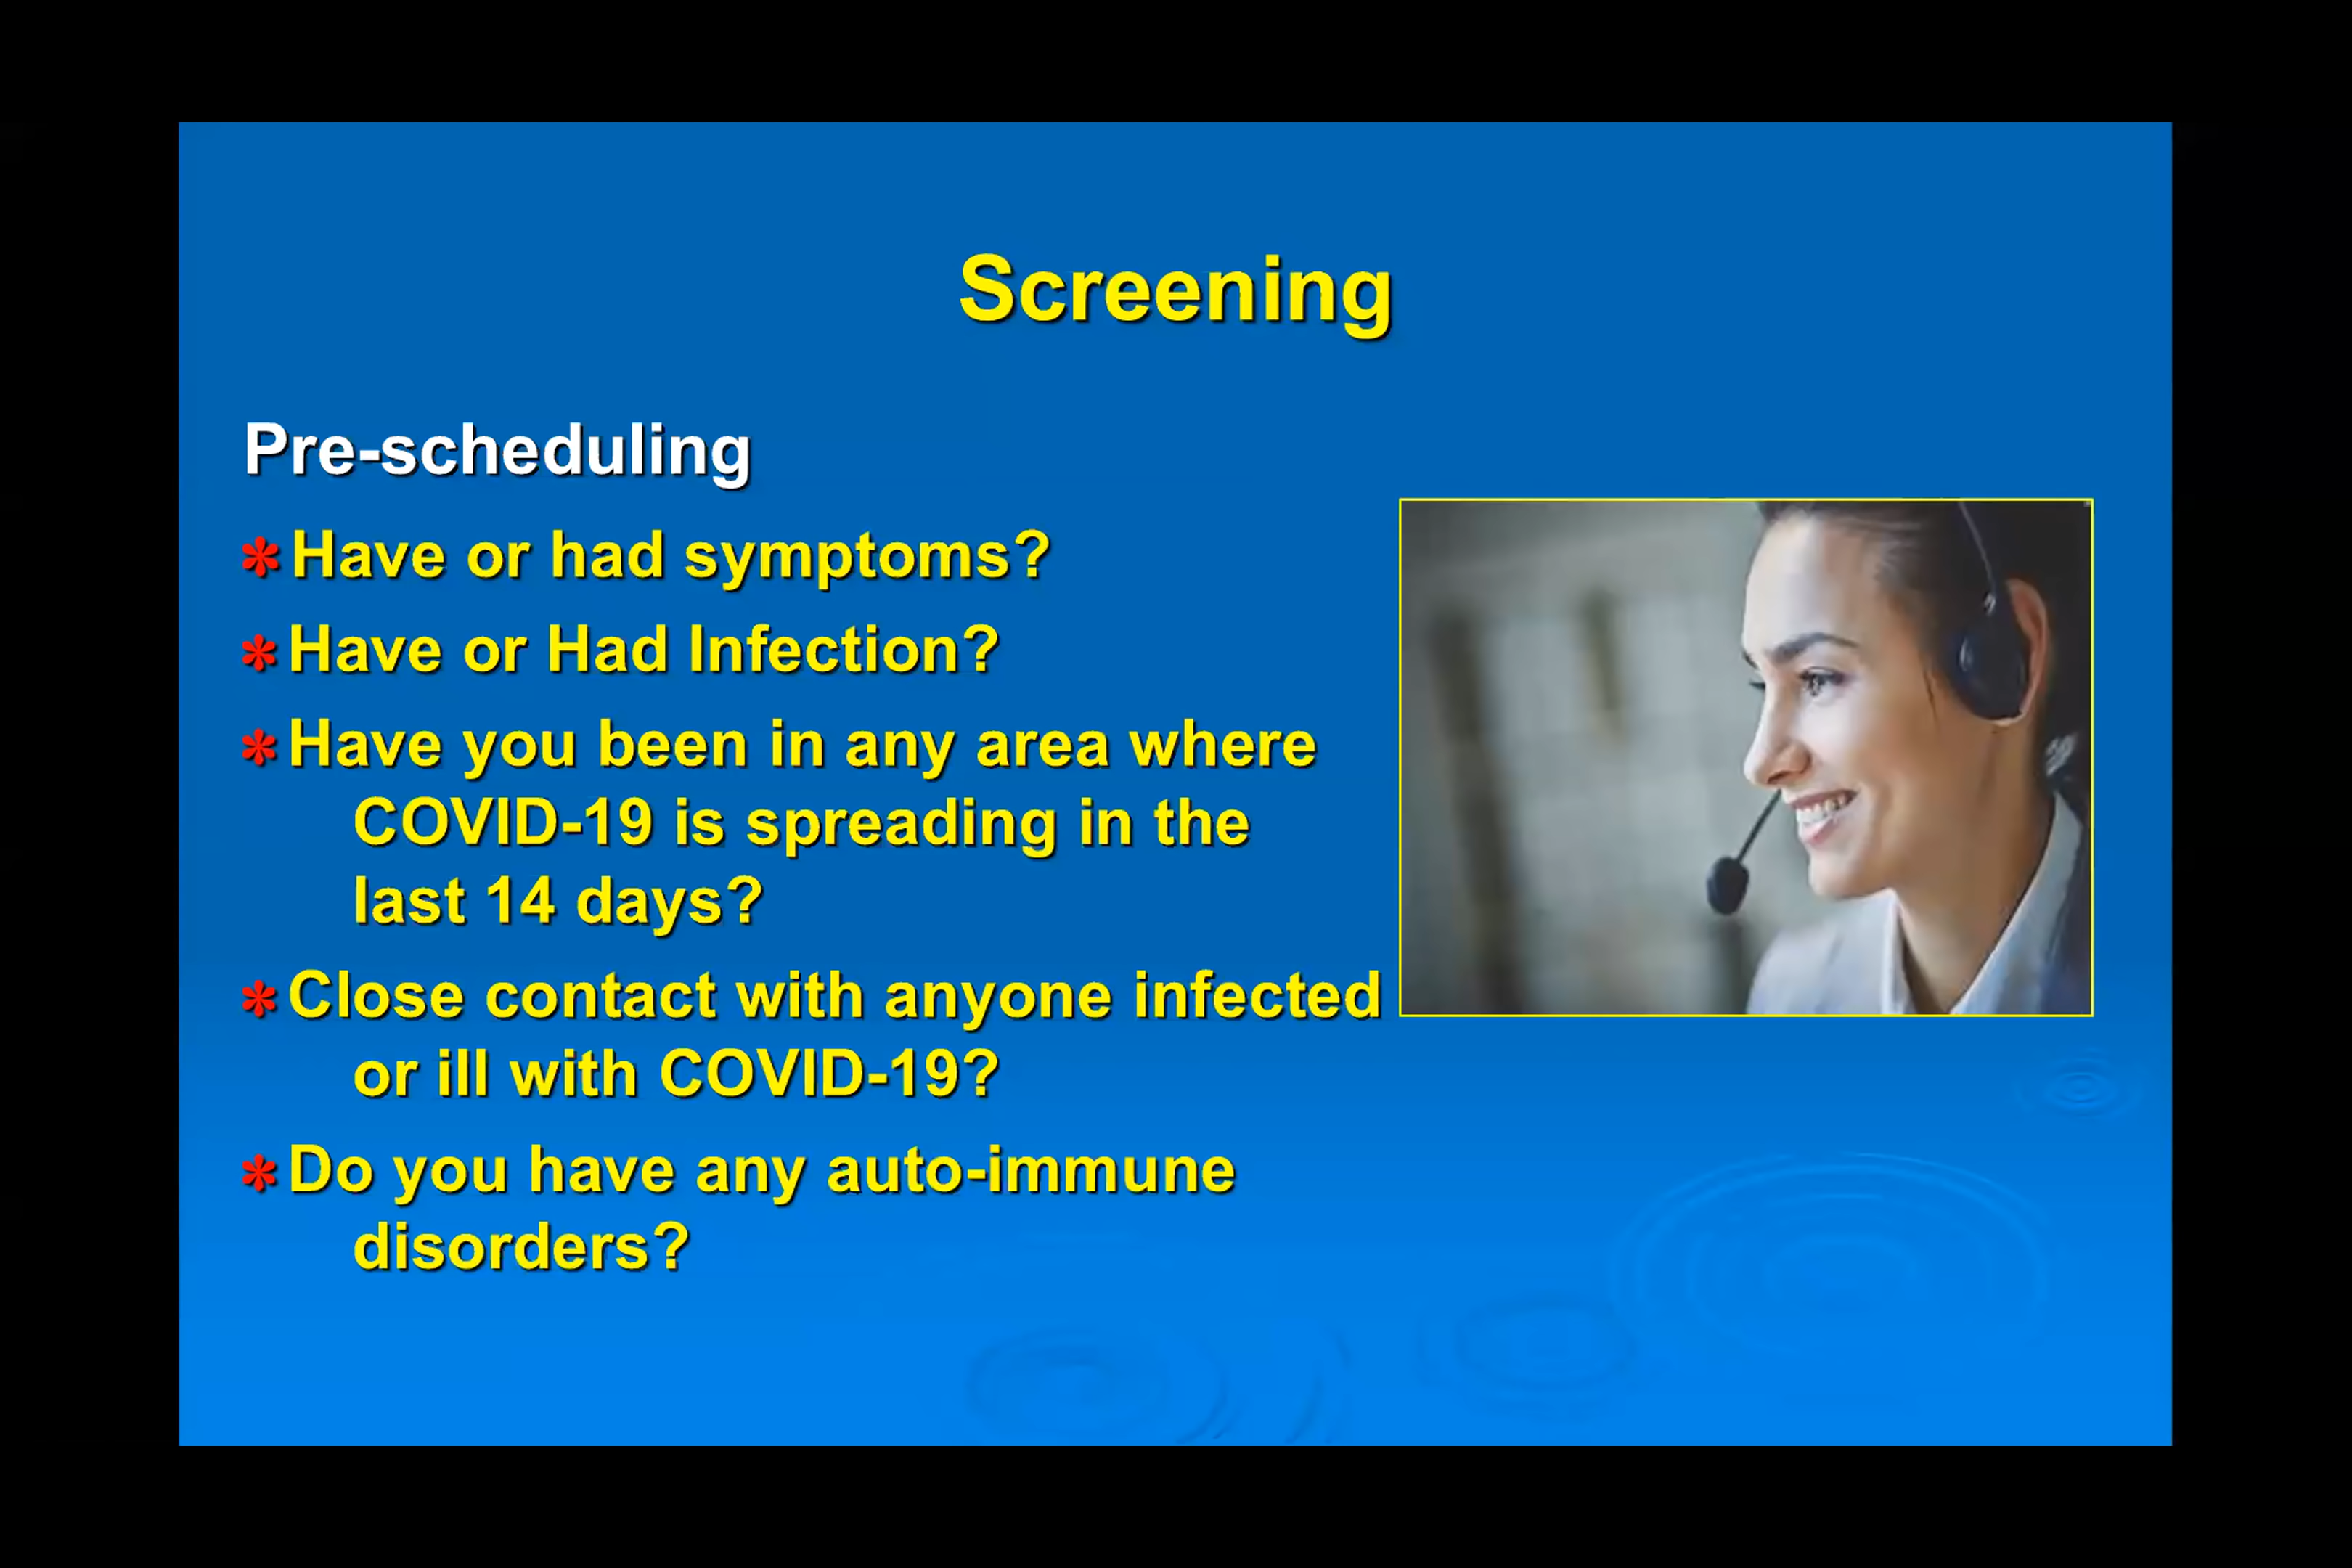 Screening
Pre-scheduling
* Have or had symptoms?
* Have or Had Infection?
* Have you been in any area where
COVID-19 is spreading in the
last 14 days?
* Close contact with anyone infected
or ill with COVID-19?
* Do you have any auto-immune
disorders?